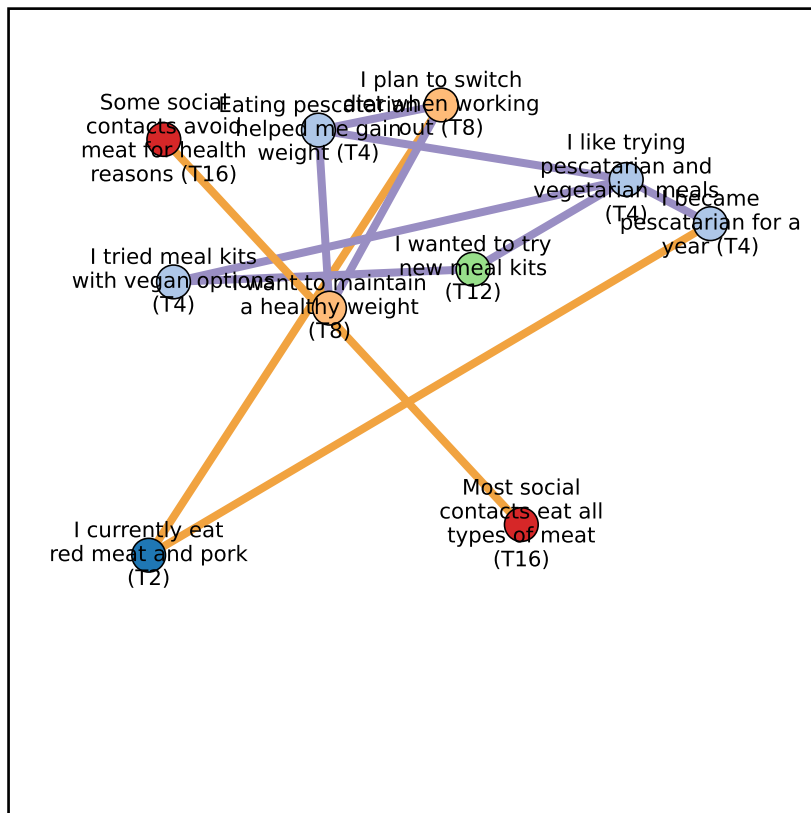 I plan to switch
diet when working
out (T8)
Some social
contacts avoid
meat for health
reasons (T16)
Eating pescatarian
helped me gain
weight (T4)
I like trying
pescatarian and
vegetarian meals
(T4)
I became
pescatarian for a
year (T4)
I tried meal kits
with vegan options
(T4)
I wanted to try
new meal kits
(T12)
want to maintain
a healthy weight
(T8)
Most social
contacts eat all
types of meat
(T16)
I currently eat
red meat and pork
(T2)